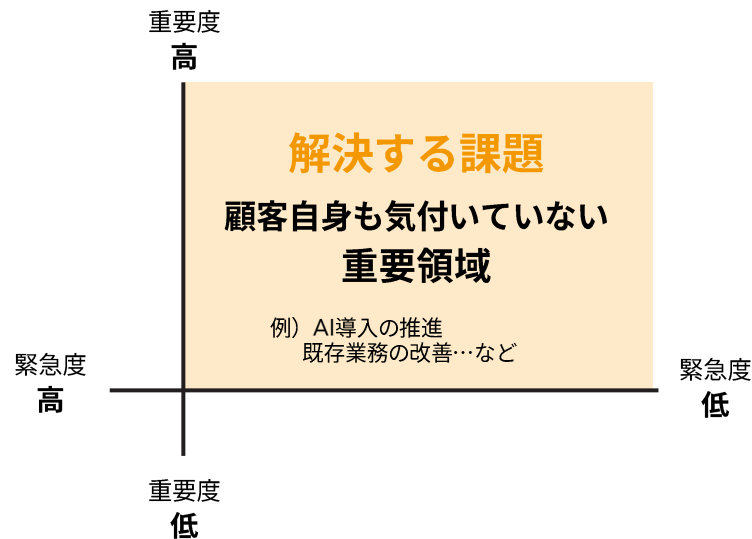 重要度
高
解決する課題
顧客自身も気付いていない
重要領域
例）AI導入の推進
既存業務の改善…など
緊急度
高
緊急度
低
重要度
低